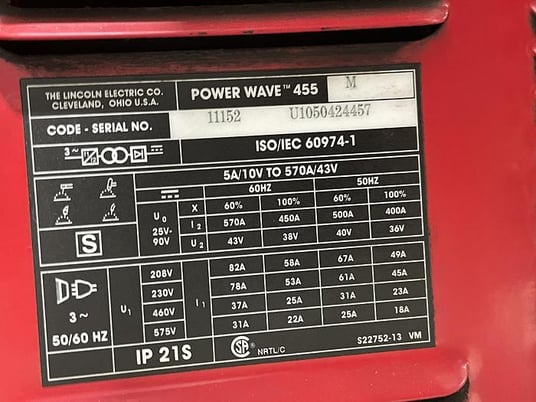 THE LINCOLN ELECTRIC CO.
CLEVELAND, OHIO U.S.A.
POWER WAVE™ 455 M
CODE - SERIAL NO. 11152 U1050424457
3~ ISO/IEC 60974-1
5A/10V TO 570A/43V
60HZ 50HZ
X 60% 100% 60% 100%
U0 25V-90V
I2 570A 450A 500A 400A
U2 43V 38V 40V 36V
S
3~
50/60 HZ
U1 I1
208V 82A 58A 67A 49A
230V 78A 53A 61A 45A
460V 37A 25A 31A 23A
575V 31A 22A 25A 18A
IP 21S SA NRTL/C S22752-13 VM